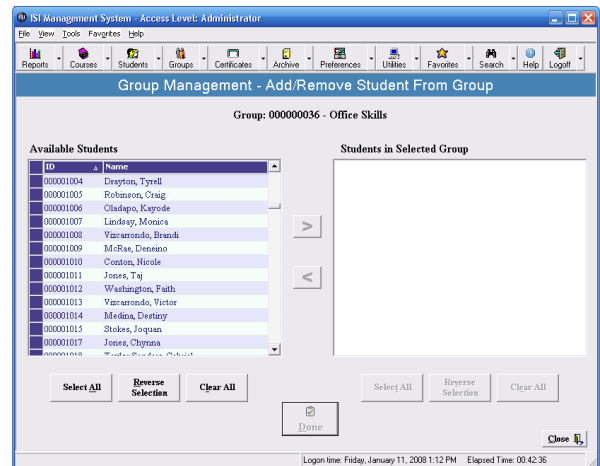 ISI Management System - Access Level: Administrator
File View Tools Favorites Help
Reports Courses Students Groups Certificates Archive Preferences Utilities Favorites Search Help Logoff
Group Management - Add/Remove Student From Group
Group: 000000036 - Office Skills
Available Students
Students in Selected Group
ID Name
000001004 Drayton, Tyrell
000001005 Robinson, Craig
000001006 Oladapo, Kayode
000001007 Lindsay, Monica
000001008 Vizcarrondo, Brandi
000001009 McRae, Deneino
000001010 Conton, Nicole
000001011 Jones, Taj
000001012 Washington, Faith
000001013 Vizcarrondo, Victor
000001014 Medina, Destiny
000001015 Stokes, Joquan
000001017 Jones, Chynna
>
<
Select All
Reverse
Selection
Clear All
Select All
Reverse
Selection
Clear All
Done
Close
Logon time: Friday, January 11, 2008 1:12 PM Elapsed Time: 00:42:36